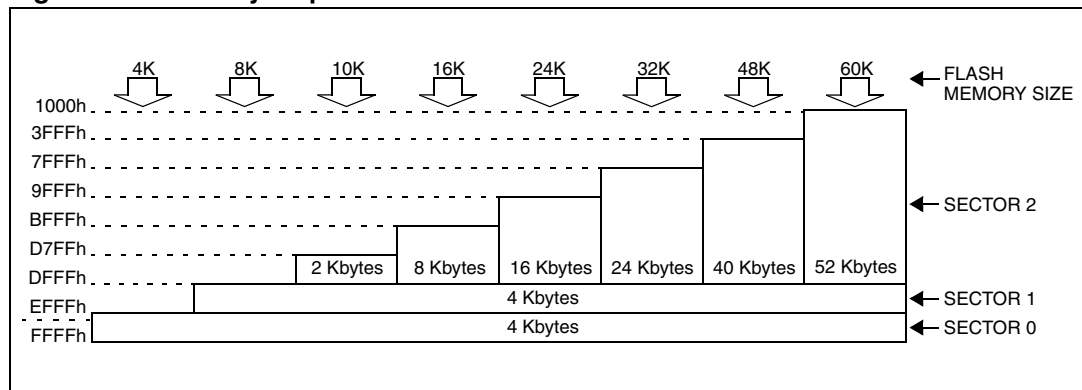 4K 8K 10K 16K 24K 32K 48K 60K
FLASH
MEMORY SIZE
1000h
3FFFh
7FFFh
9FFFh
BFFFh
D7FFh
DFFFh
EFFFh
FFFFh
SECTOR 2
2 Kbytes 8 Kbytes 16 Kbytes 24 Kbytes 40 Kbytes 52 Kbytes
4 Kbytes
SECTOR 1
4 Kbytes
SECTOR 0